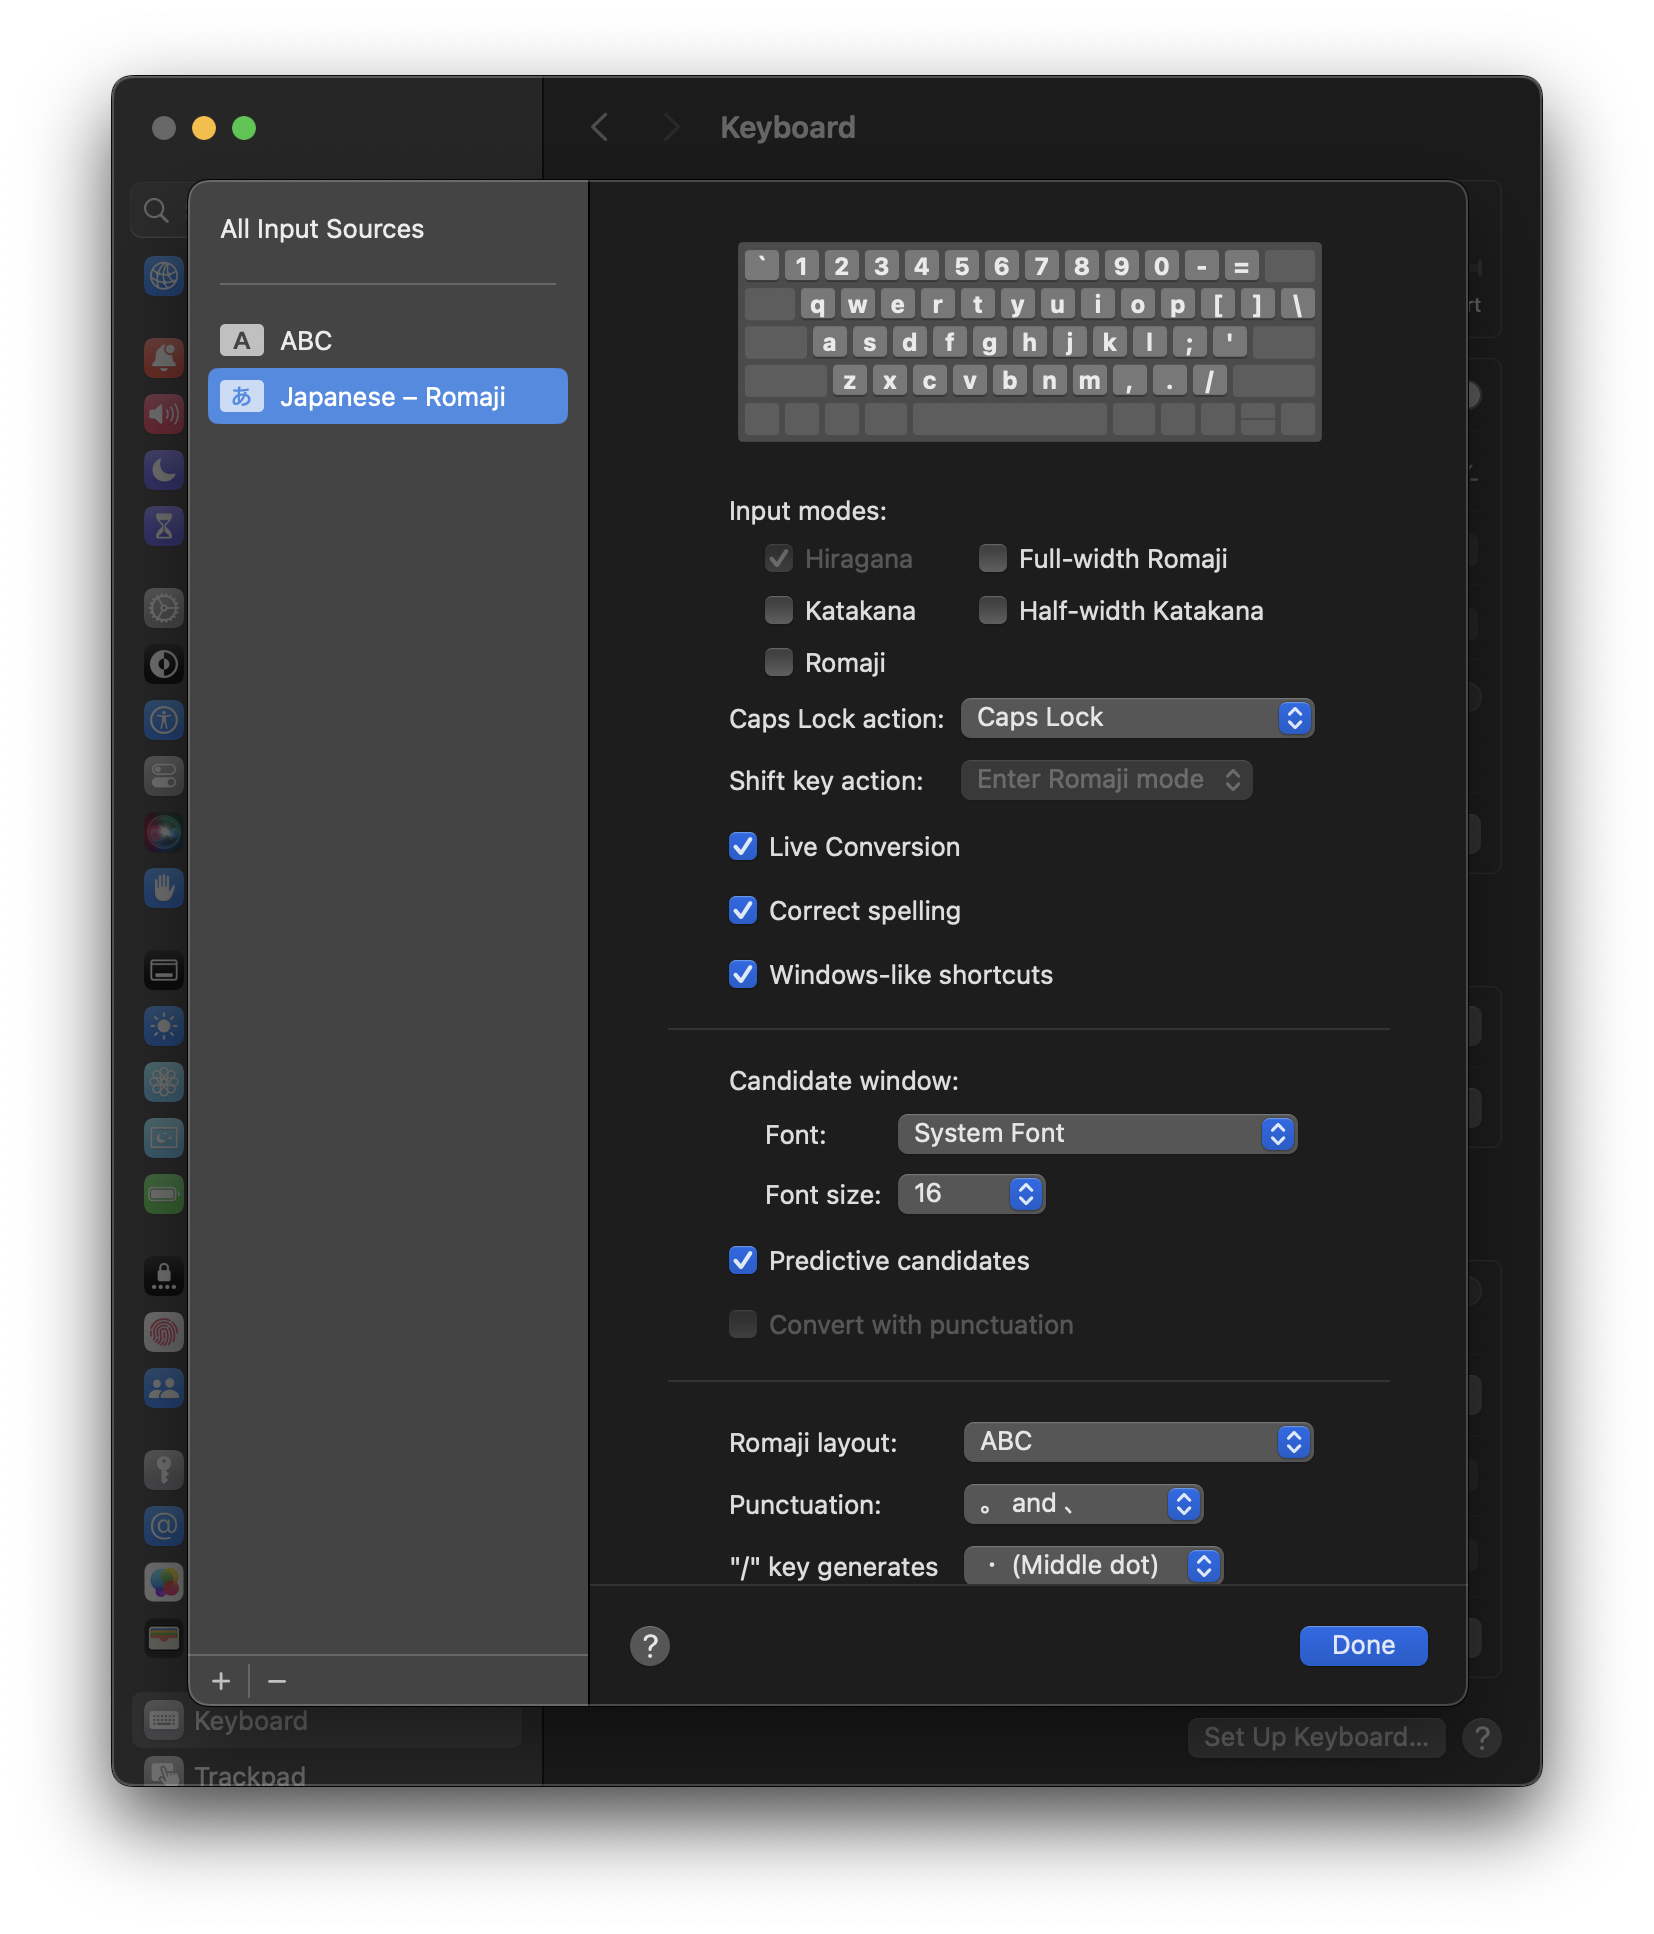 Keyboard
All Input Sources
A ABC
あ Japanese – Romaji
` 1 2 3 4 5 6 7 8 9 0 - =
q w e r t y u i o p [ ] \
a s d f g h j k l ; '
z x c v b n m , . /
Input modes:
Hiragana
Full-width Romaji
Katakana
Half-width Katakana
Romaji
Caps Lock action: Caps Lock
Shift key action: Enter Romaji mode
Live Conversion
Correct spelling
Windows-like shortcuts
Candidate window:
Font: System Font
Font size: 16
Predictive candidates
Convert with punctuation
Romaji layout: ABC
Punctuation: 。 and 、
"/" key generates ・ (Middle dot)
? Done
+ −
Keyboard
Set Up Keyboard... ?
Trackpad